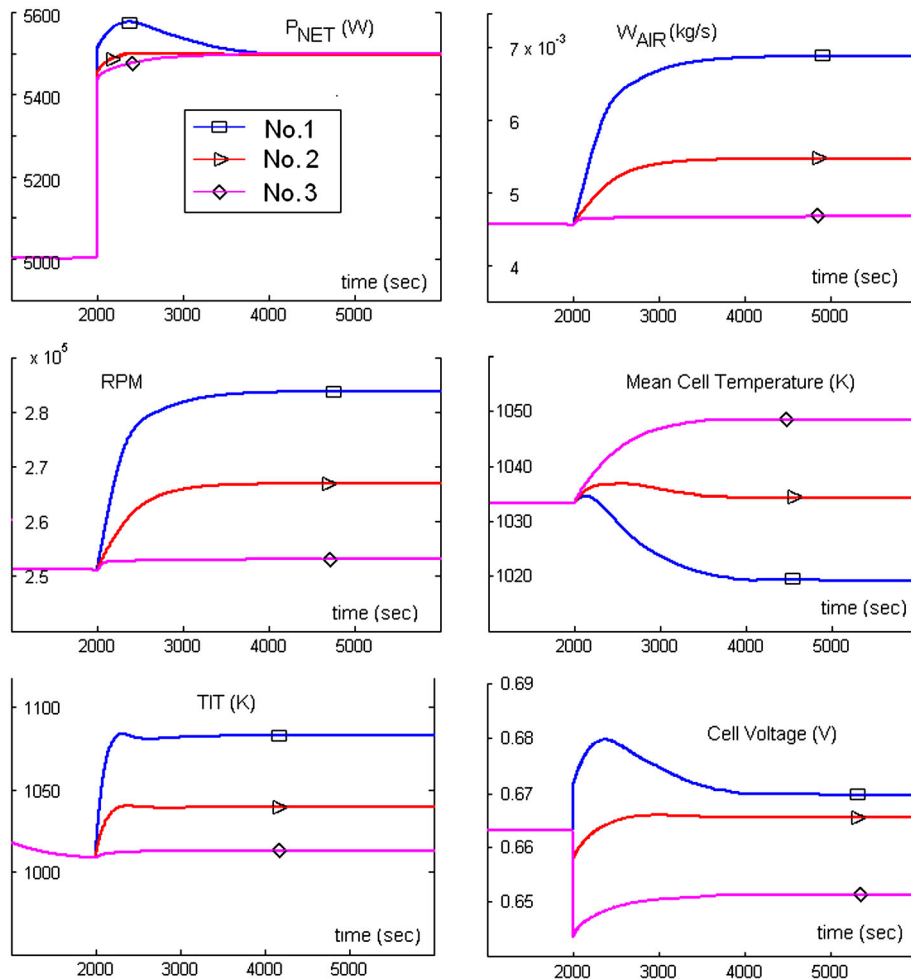 P_NET (W)
5600
5400
5200
5000
No.1
No.2
No.3
time (sec)
2000 3000 4000 5000
W_AIR (kg/s)
7 x 10^-3
6
5
4
time (sec)
2000 3000 4000 5000
x 10^5
RPM
2.8
2.7
2.6
2.5
time (sec)
2000 3000 4000 5000
Mean Cell Temperature (K)
1050
1040
1030
1020
time (sec)
2000 3000 4000 5000
TIT (K)
1100
1050
1000
time (sec)
2000 3000 4000 5000
0.69
Cell Voltage (V)
0.68
0.67
0.66
0.65
time (sec)
2000 3000 4000 5000